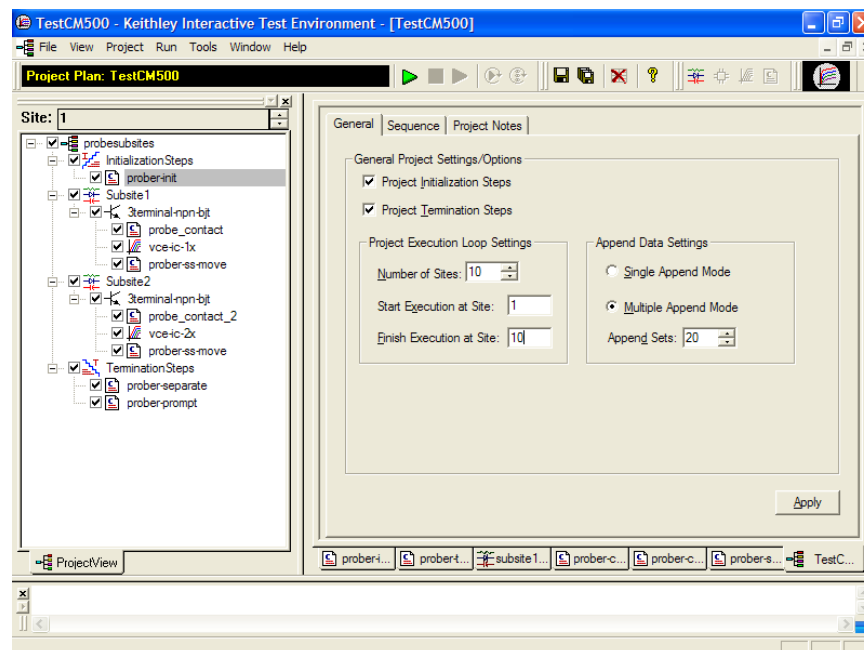 TestCM500 - Keithley Interactive Test Environment - [TestCM500]
File View Project Run Tools Window Help
Project Plan: TestCM500
Site: 1
probesubsites
InitializationSteps
prober-init
Subsite1
3terminal-npn-bjt
probe_contact
vce-ic-1x
prober-ss-move
Subsite2
3terminal-npn-bjt
probe_contact_2
vce-ic-2x
prober-ss-move
TerminationSteps
prober-separate
prober-prompt
ProjectView
General Sequence Project Notes
General Project Settings/Options
Project Initialization Steps
Project Termination Steps
Project Execution Loop Settings
Number of Sites: 10
Start Execution at Site: 1
Finish Execution at Site: 10
Append Data Settings
Single Append Mode
Multiple Append Mode
Append Sets: 20
Apply
prober-i... prober-t... subsite1... prober-c... prober-c... prober-s... TestC...